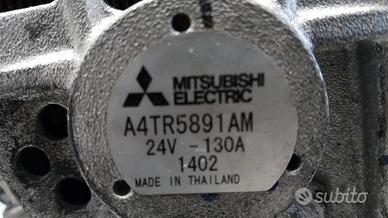 MITSUBISHI
ELECTRIC
A4TR5891AM
24V - 130A
1402
MADE IN THAILAND
subito